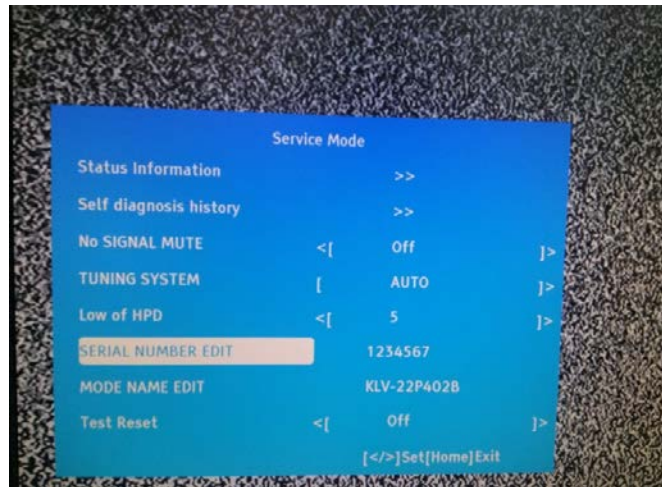 Service Mode
Status Information >>
Self diagnosis history >>
No SIGNAL MUTE <[ Off ]>
TUNING SYSTEM [ AUTO ]>
Low of HPD <[ 5 ]>
SERIAL NUMBER EDIT 1234567
MODE NAME EDIT KLV-22P402B
Test Reset <[ Off ]>
[</>]Set[Home]Exit